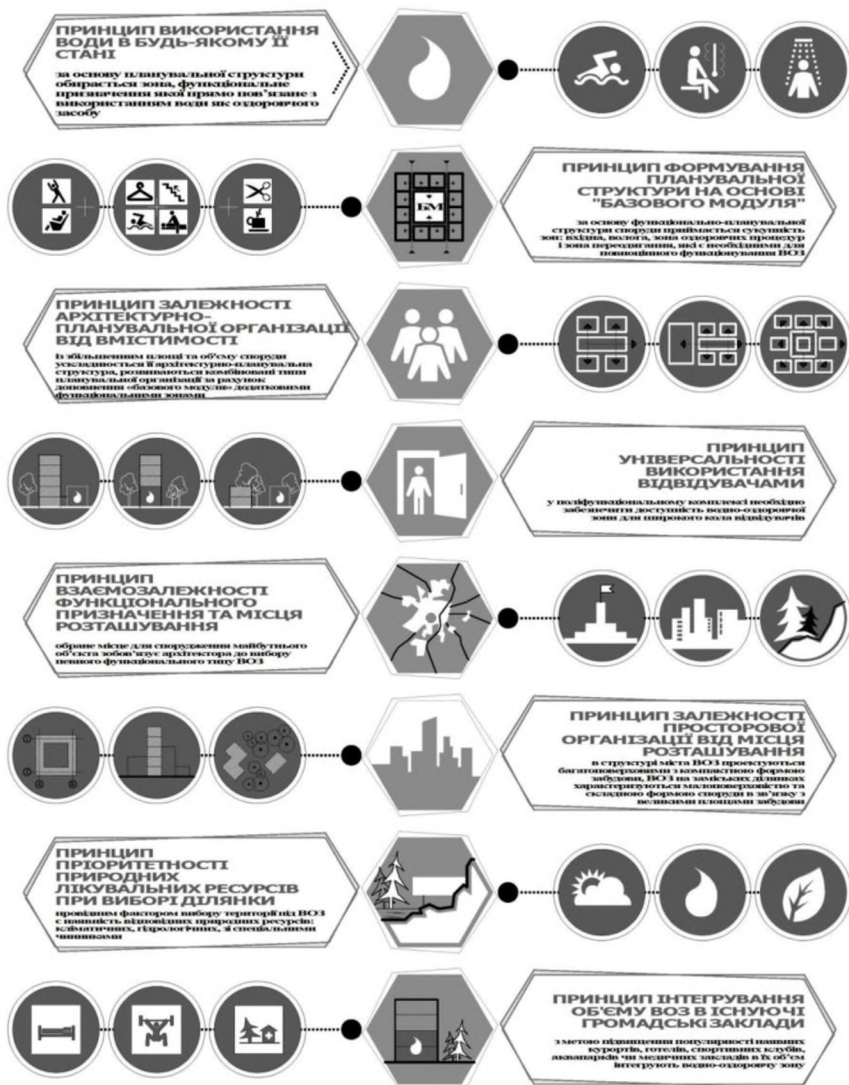 ПРИНЦИП ВИКОРИСТАННЯ
ВОДИ В БУДЬ-ЯКОМУ ЇЇ
СТАНІ
за основу планувальної структури
обирається зона, функціональне
призначення якої прямо пов'язане з
використанням води як оздоровчого
засобу
БМ
ПРИНЦИП ФОРМУВАННЯ
ПЛАНУВАЛЬНОЇ
СТРУКТУРИ НА ОСНОВІ
"БАЗОВОГО МОДУЛЯ"
за основу функціонально-планувальної
структури споруди приймається сукупність
зон: вхідна, волога, зона оздоровчих процедур
і зона переодягання, які є необхідними для
повноцінного функціонування ВОЗ
ПРИНЦИП ЗАЛЕЖНОСТІ
АРХІТЕКТУРНО-
ПЛАНУВАЛЬНОЇ ОРГАНІЗАЦІЇ
ВІД ВМІСТИМОСТІ
із збільшенням площі та об'єму споруди
ускладнюється її архітектурно-планувальна
структура, розвиваються комбіновані типи
планувальної організації за рахунок
доповнення «базового модуля» додатковими
функціональними зонами
ПРИНЦИП
УНІВЕРСАЛЬНОСТІ
ВИКОРИСТАННЯ
ВІДВІДУВАЧАМИ
у поліфункціональному комплексі необхідно
забезпечити доступність водно-оздоровчої
зони для широкого кола відвідувачів
ПРИНЦИП
ВЗАЄМОЗАЛЕЖНОСТІ
ФУНКЦІОНАЛЬНОГО
ПРИЗНАЧЕННЯ ТА МІСЦЯ
РОЗТАШУВАННЯ
обране місце для спорудження майбутнього
об'єкта зобов'язує архітектора до вибору
певного функціонального типу ВОЗ
ПРИНЦИП ЗАЛЕЖНОСТІ
ПРОСТОРОВОЇ
ОРГАНІЗАЦІЇ ВІД МІСЦЯ
РОЗТАШУВАННЯ
в структурі міста ВОЗ проектуються
багатоповерховими з компактною формою
забудови, ВОЗ на заміських ділянках
характеризуються малоповерховістю та
складною формою споруди в зв'язку з
великими площами забудови
ПРИНЦИП
ПРІОРИТЕТНОСТІ
ПРИРОДНИХ
ЛІКУВАЛЬНИХ РЕСУРСІВ
ПРИ ВИБОРІ ДІЛЯНКИ
провідним фактором вибору території під ВОЗ
є наявність відповідних природних ресурсів:
кліматичних, гідрологічних, зі спеціальними
чинниками
ПРИНЦИП ІНТЕГРУВАННЯ
ОБ'ЄМУ ВОЗ В ІСНУЮЧІ
ГРОМАДСЬКІ ЗАКЛАДИ
з метою підвищення популярності наявних
курортів, готелів, спортивних клубів,
аквапарків чи медичних закладів в їх об'єм
інтегрують водно-оздоровчу зону